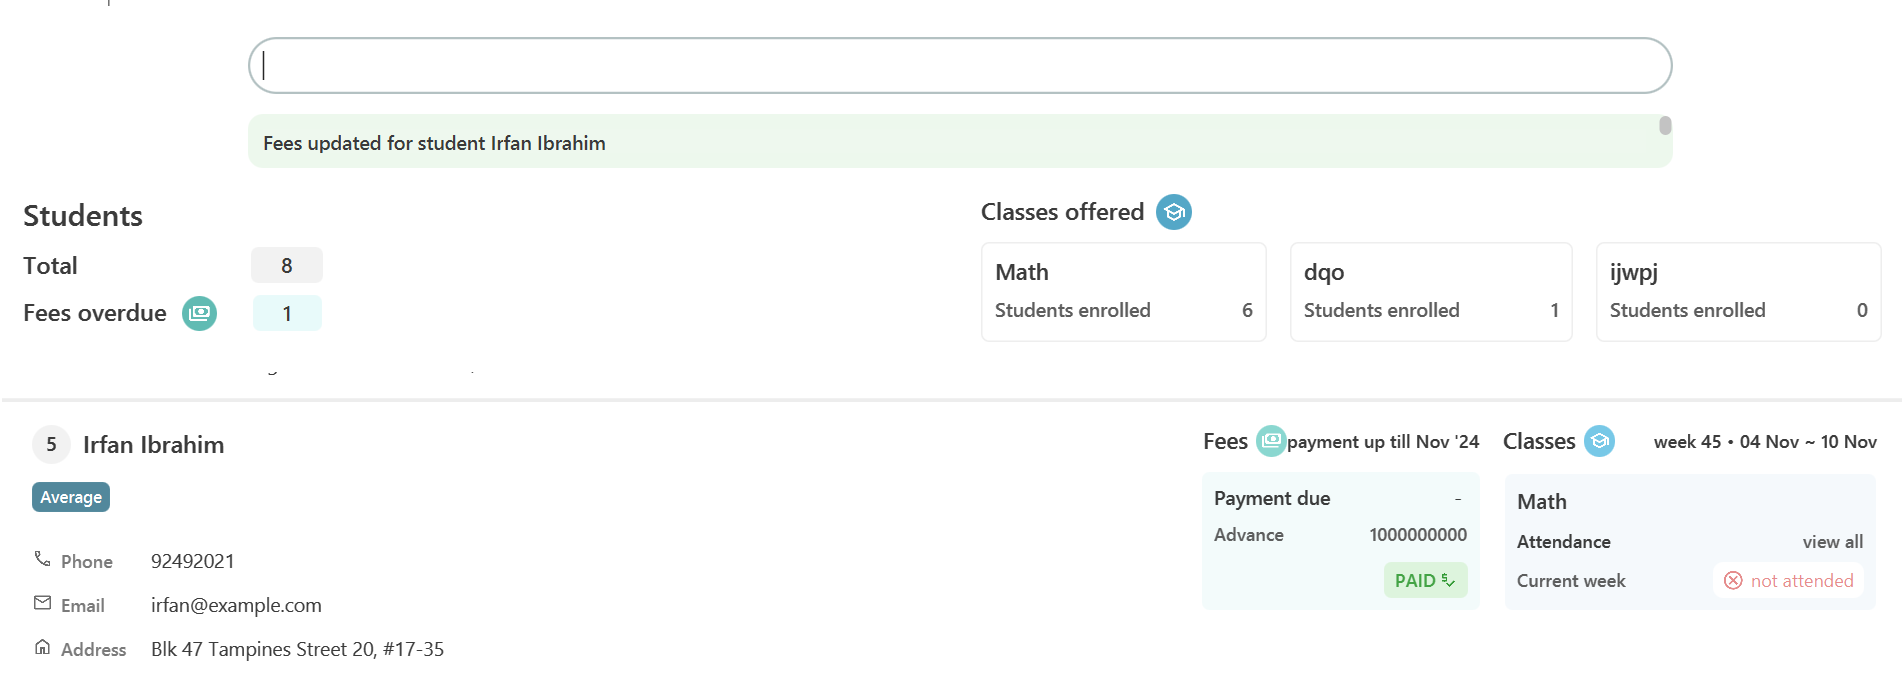 Fees updated for student Irfan Ibrahim
Students
Total 8
Fees overdue 1
Classes offered
Math
Students enrolled 6
dqo
Students enrolled 1
ijwpj
Students enrolled 0
5 Irfan Ibrahim
Average
Phone 92492021
Email irfan@example.com
Address Blk 47 Tampines Street 20, #17-35
Fees payment up till Nov '24
Payment due -
Advance 1000000000
PAID
Classes week 45 • 04 Nov ~ 10 Nov
Math
Attendance view all
Current week not attended